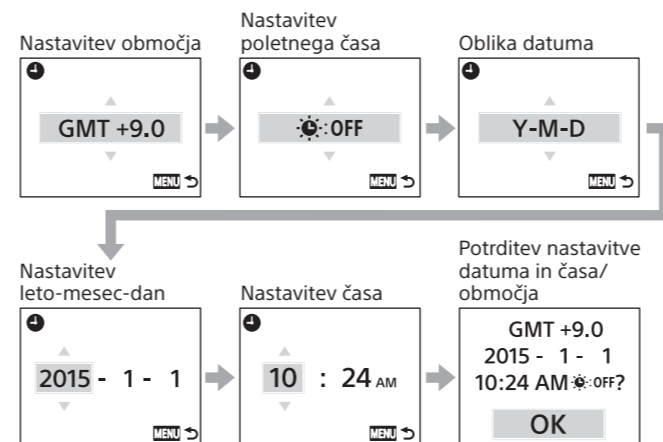 Nastavitev območja
GMT +9.0
MENU
Nastavitev
poletnega časa
:OFF
MENU
Oblika datuma
Y-M-D
MENU
Nastavitev
leto-mesec-dan
2015 - 1 - 1
MENU
Nastavitev časa
10 : 24 AM
MENU
Potrditev nastavitve
datuma in časa/
območja
GMT +9.0
2015 - 1 - 1
10:24 AM :OFF?
OK